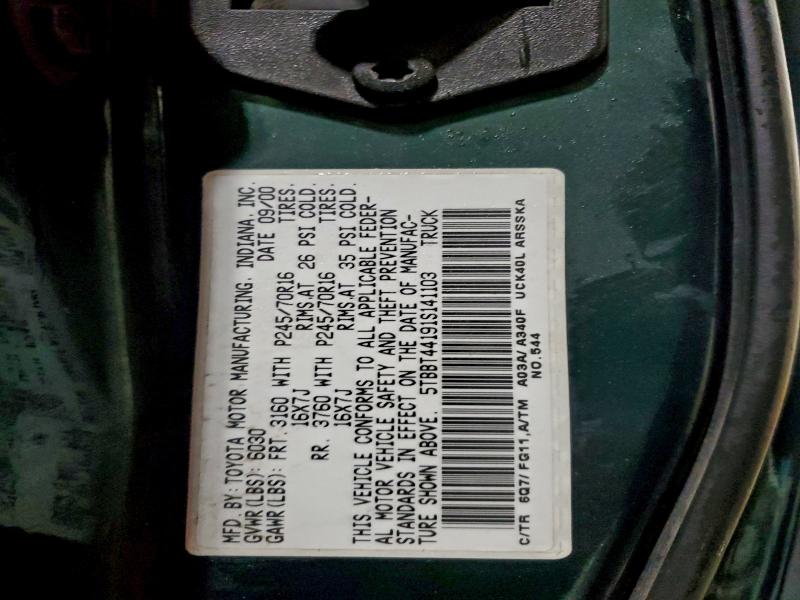 MFD. BY: TOYOTA MOTOR MANUFACTURING, INDIANA, INC.
GVWR(LBS): 6030 DATE 09/00
GAWR(LBS): FRT. 3160 WITH P245/70R16 TIRES,
16X7J RIMS,AT 26 PSI COLD.
RR. 3760 WITH P245/70R16 TIRES,
16X7J RIMS,AT 35 PSI COLD.
THIS VEHICLE CONFORMS TO ALL APPLICABLE FEDER-
AL MOTOR VEHICLE SAFETY AND THEFT PREVENTION
STANDARDS IN EFFECT ON THE DATE OF MANUFAC-
TURE SHOWN ABOVE. 5TBBT44191S141103 TRUCK
C/TR 6Q7/ FG11,A/TM A03A/ A340F UCK40L ARSSKA
NO.544